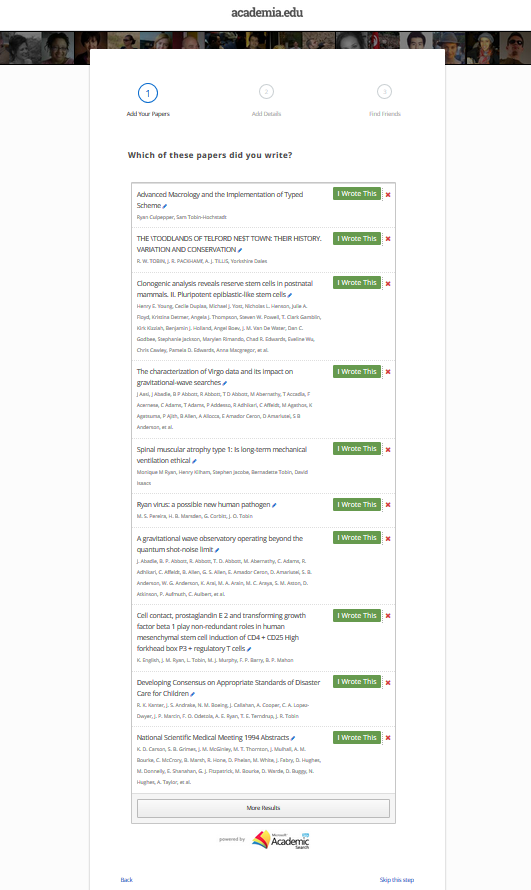 academia.edu
1
2
3
Add Your Papers
Add Details
Find Friends
Which of these papers did you write?
Advanced Macrology and the Implementation of Typed
Scheme
I Wrote This
Ryan Culpepper, Sam Tobin-Hochstadt
THE \TOODLANDS OF TELFORD NEST TOWN: THEIR HISTORY.
VARIATION AND CONSERVATION
I Wrote This
R. W. TOBIN, J. R. PACKHAMF, A. J. TILLIS, Yorkshire Dales
Clonogenic analysis reveals reserve stem cells in postnatal
mammals. II. Pluripotent epiblastic-like stem cells
I Wrote This
Henry E. Young, Cecile Duplaa, Michael J. Yost, Nicholas L. Henson, Julie A.
Floyd, Kristina Detmer, Angela J. Thompson, Steven W. Powell, T. Clark Gamblin,
Kirk Kizziah, Benjamin J. Holland, Angel Boev, J. M. Van De Water, Dan C.
Godbee, Stephanie Jackson, Marylen Rimando, Chad R. Edwards, Eveline Wu,
Chris Cawley, Pamela D. Edwards, Anna Macgregor, et al.
The characterization of Virgo data and its impact on
gravitational-wave searches
I Wrote This
J Aasi, J Abadie, B P Abbott, R Abbott, T D Abbott, M Abernathy, T Accadia, F
Acernese, C Adams, T Adams, P Addesso, R Adhikari, C Affeldt, M Agathos, K
Agatsuma, P Ajith, B Allen, A Allocca, E Amador Ceron, D Amariutei, S B
Anderson, et al.
Spinal muscular atrophy type 1: Is long-term mechanical
ventilation ethical
I Wrote This
Monique M Ryan, Henry Kilham, Stephen Jacobe, Bernadette Tobin, David
Isaacs
Ryan virus: a possible new human pathogen
I Wrote This
M. S. Pereira, H. B. Marsden, G. Corbitt, J. O. Tobin
A gravitational wave observatory operating beyond the
quantum shot-noise limit
I Wrote This
J. Abadie, B. P. Abbott, R. Abbott, T. D. Abbott, M. Abernathy, C. Adams, R.
Adhikari, C. Affeldt, B. Allen, G. S. Allen, E. Amador Ceron, D. Amariutei, S. B.
Anderson, W. G. Anderson, K. Arai, M. A. Arain, M. C. Araya, S. M. Aston, D.
Atkinson, P. Aufmuth, C. Aulbert, et al.
Cell contact, prostaglandin E 2 and transforming growth
factor beta 1 play non-redundant roles in human
mesenchymal stem cell induction of CD4 + CD25 High
forkhead box P3 + regulatory T cells
I Wrote This
K. English, J. M. Ryan, L. Tobin, M. J. Murphy, F. P. Barry, B. P. Mahon
Developing Consensus on Appropriate Standards of Disaster
Care for Children
I Wrote This
R. K. Kanter, J. S. Andrake, N. M. Boeing, J. Callahan, A. Cooper, C. A. Lopez-
Dwyer, J. P. Marcin, F. O. Odetola, A. E. Ryan, T. E. Terndrup, J. R. Tobin
National Scientific Medical Meeting 1994 Abstracts
I Wrote This
K. D. Carson, S. B. Grimes, J. M. McGinley, M. T. Thornton, J. Mulhall, A. M.
Bourke, C. McCrory, B. Marsh, R. Hone, D. Phelan, M. White, J. Fabry, D. Hughes,
M. Donnelly, E. Shanahan, G. J. Fitzpatrick, M. Bourke, D. Warde, D. Buggy, N.
Hughes, A. Taylor, et al.
More Results
powered by
Microsoft
Academic
Search
Back
Skip this step